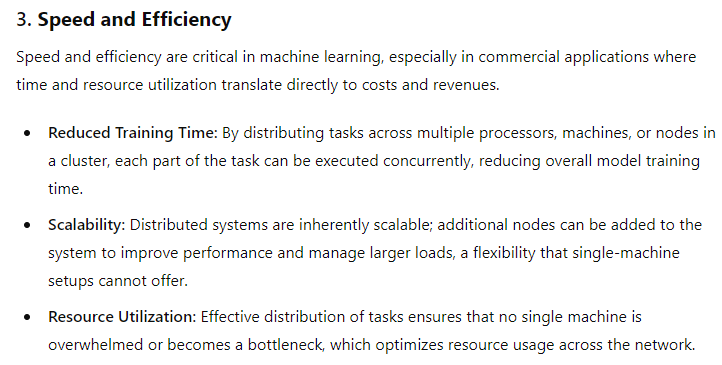 3. Speed and Efficiency
Speed and efficiency are critical in machine learning, especially in commercial applications where
time and resource utilization translate directly to costs and revenues.
• Reduced Training Time: By distributing tasks across multiple processors, machines, or nodes in
a cluster, each part of the task can be executed concurrently, reducing overall model training
time.
• Scalability: Distributed systems are inherently scalable; additional nodes can be added to the
system to improve performance and manage larger loads, a flexibility that single-machine
setups cannot offer.
• Resource Utilization: Effective distribution of tasks ensures that no single machine is
overwhelmed or becomes a bottleneck, which optimizes resource usage across the network.